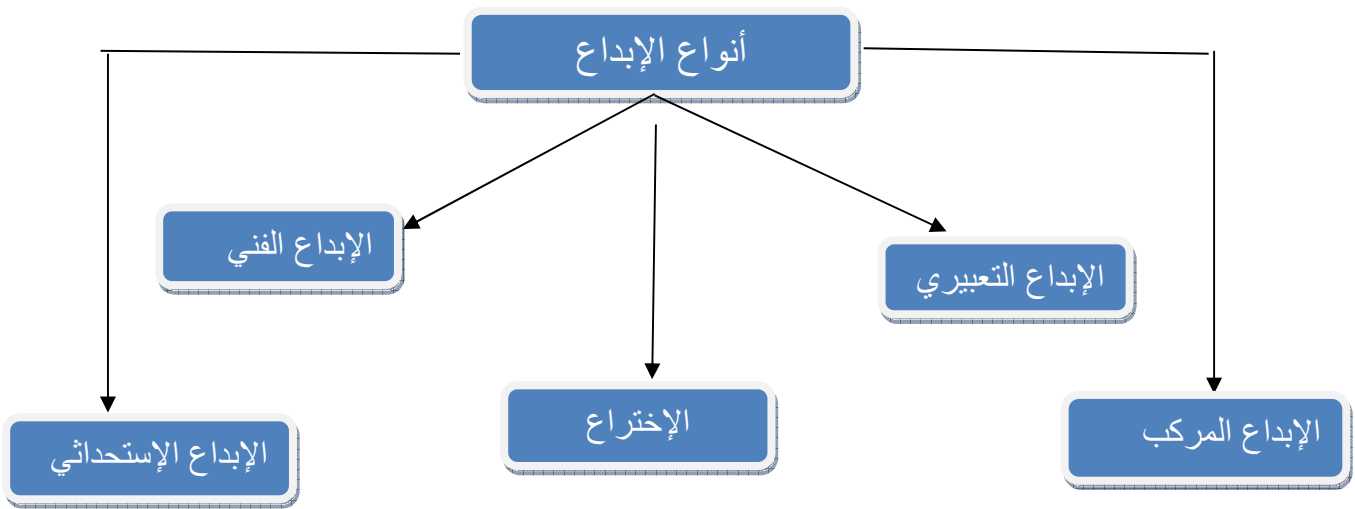 أنواع الإبداع
الإبداع الفني
الإبداع التعبيري
الإختراع
الإبداع المركب
الإبداع الإستحداثي